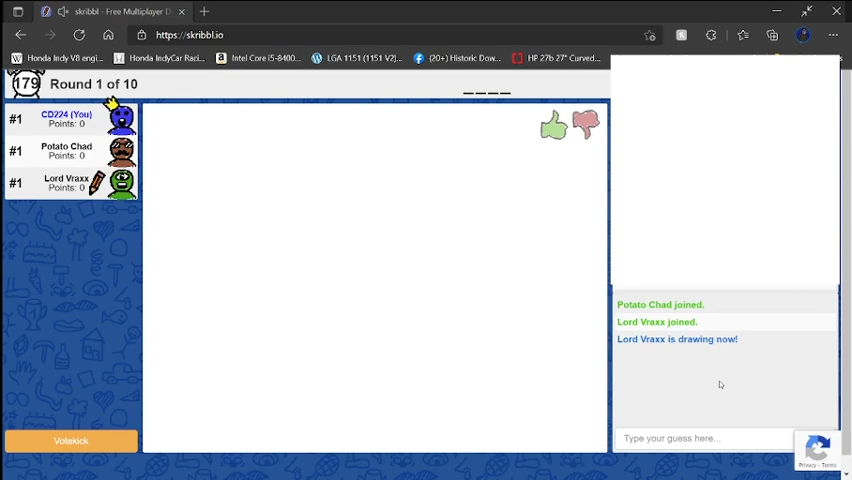 skribbl - Free Multiplayer D
https://skribbl.io
Honda Indy V8 engi...
Honda IndyCar Raci...
Intel Core i5-8400...
LGA 1151 (1151 V2)...
(20+) Historic Dow...
HP 27b 27" Curved...
179
Round 1 of 10
_ _ _ _
#1
CD224 (You)
Points: 0
#1
Potato Chad
Points: 0
#1
Lord Vraxx
Points: 0
Potato Chad joined.
Lord Vraxx joined.
Lord Vraxx is drawing now!
Votekick
Type your guess here...
Privacy - Terms